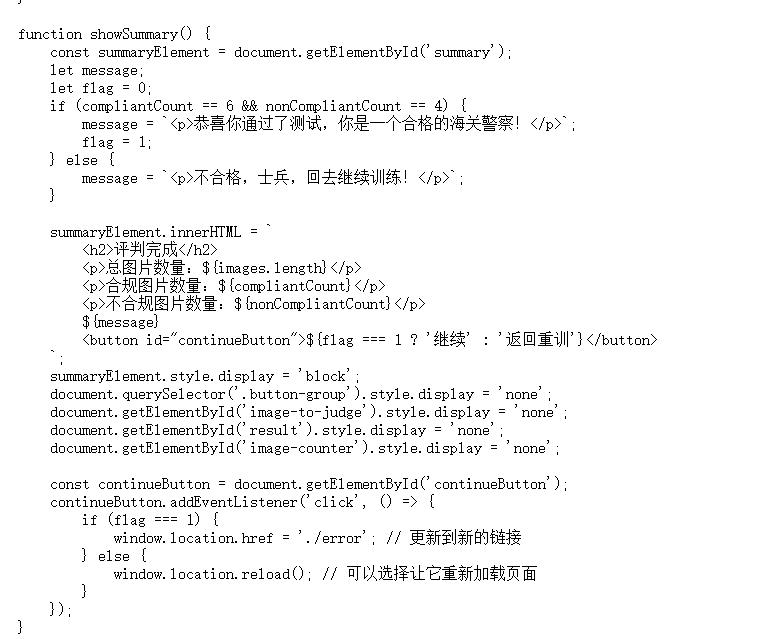 }
function showSummary() {
    const summaryElement = document.getElementById('summary');
    let message;
    let flag = 0;
    if (compliantCount == 6 && nonCompliantCount == 4) {
        message = `<p>恭喜你通过了测试，你是一个合格的海关警察！</p>`;
        flag = 1;
    } else {
        message = `<p>不合格，士兵，回去继续训练！</p>`;
    }
    summaryElement.innerHTML = `
        <h2>评判完成</h2>
        <p>总图片数量：${images.length}</p>
        <p>合规图片数量：${compliantCount}</p>
        <p>不合规图片数量：${nonCompliantCount}</p>
        ${message}
        <button id="continueButton">${flag === 1 ? '继续' : '返回重训'}</button>
    `;
    summaryElement.style.display = 'block';
    document.querySelector('.button-group').style.display = 'none';
    document.getElementById('image-to-judge').style.display = 'none';
    document.getElementById('result').style.display = 'none';
    document.getElementById('image-counter').style.display = 'none';
    const continueButton = document.getElementById('continueButton');
    continueButton.addEventListener('click', () => {
        if (flag === 1) {
            window.location.href = './error'; // 更新到新的链接
        } else {
            window.location.reload(); // 可以选择让它重新加载页面
        }
    });
}